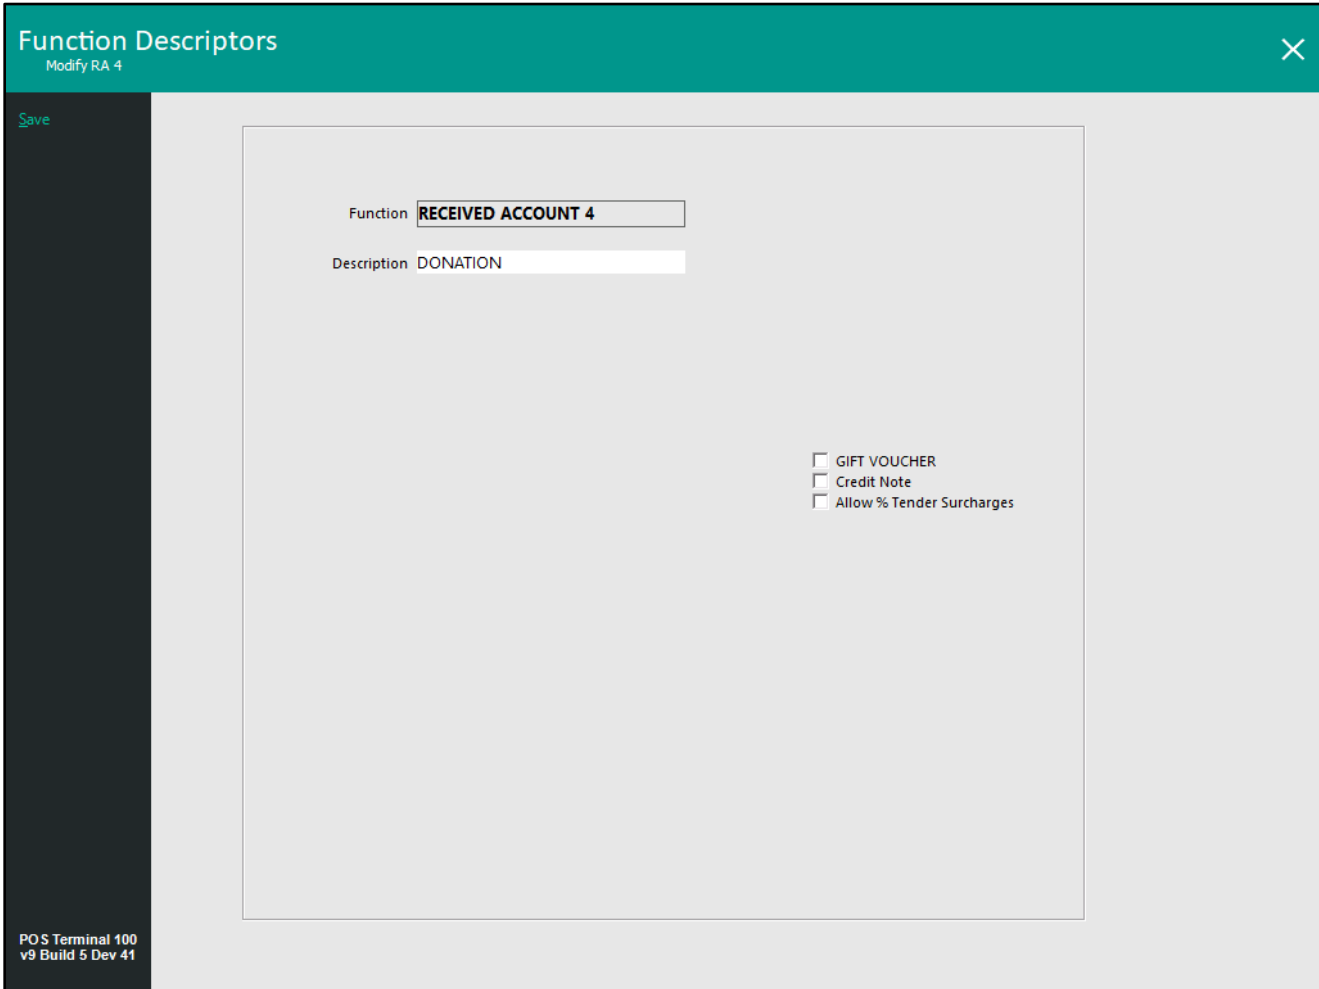 Function Descriptors
Modify RA 4
Save
Function RECEIVED ACCOUNT 4
Description DONATION
GIFT VOUCHER
Credit Note
Allow % Tender Surcharges
POS Terminal 100
v9 Build 5 Dev 41